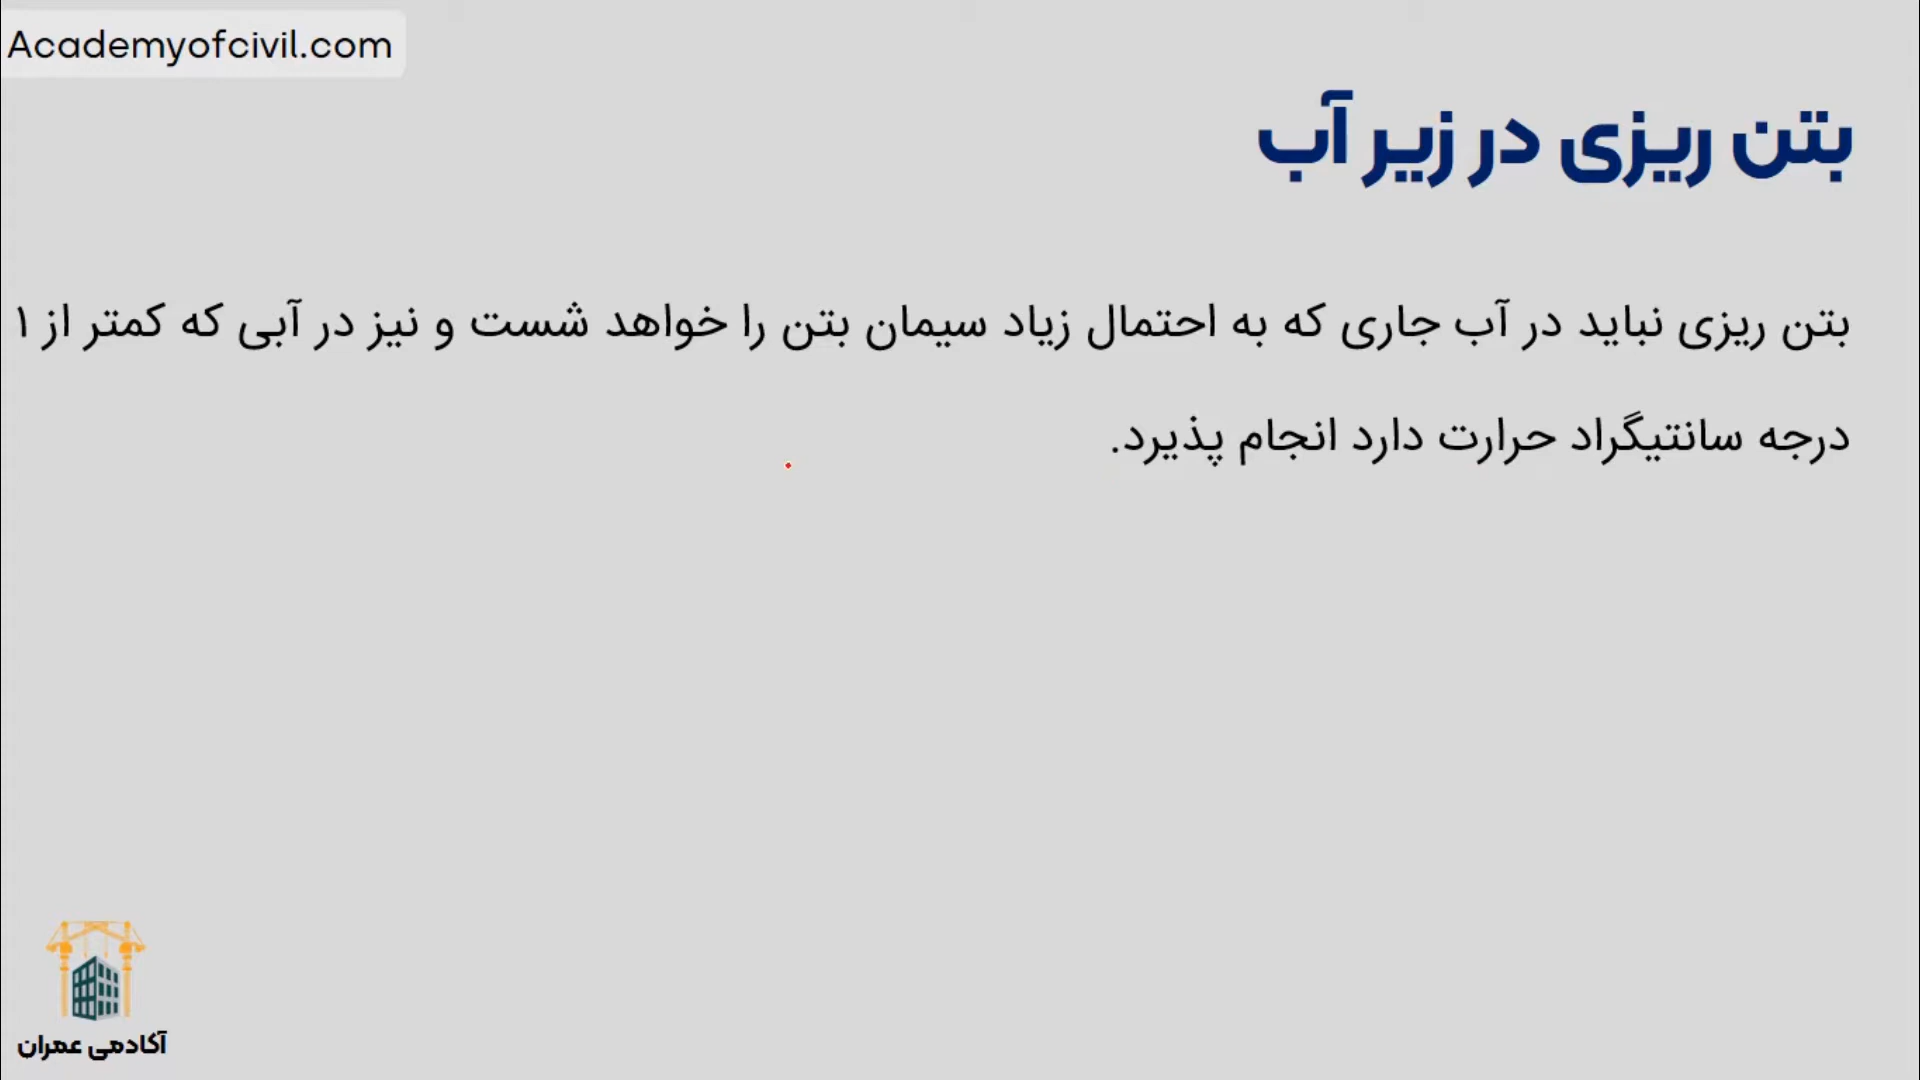 Academyofcivil.com
بتن ریزی در زیر آب
بتن ریزی نباید در آب جاری که به احتمال زیاد سیمان بتن را خواهد شست و نیز در آبی که کمتر از ۱
درجه سانتیگراد حرارت دارد انجام پذیرد.
آکادمی عمران